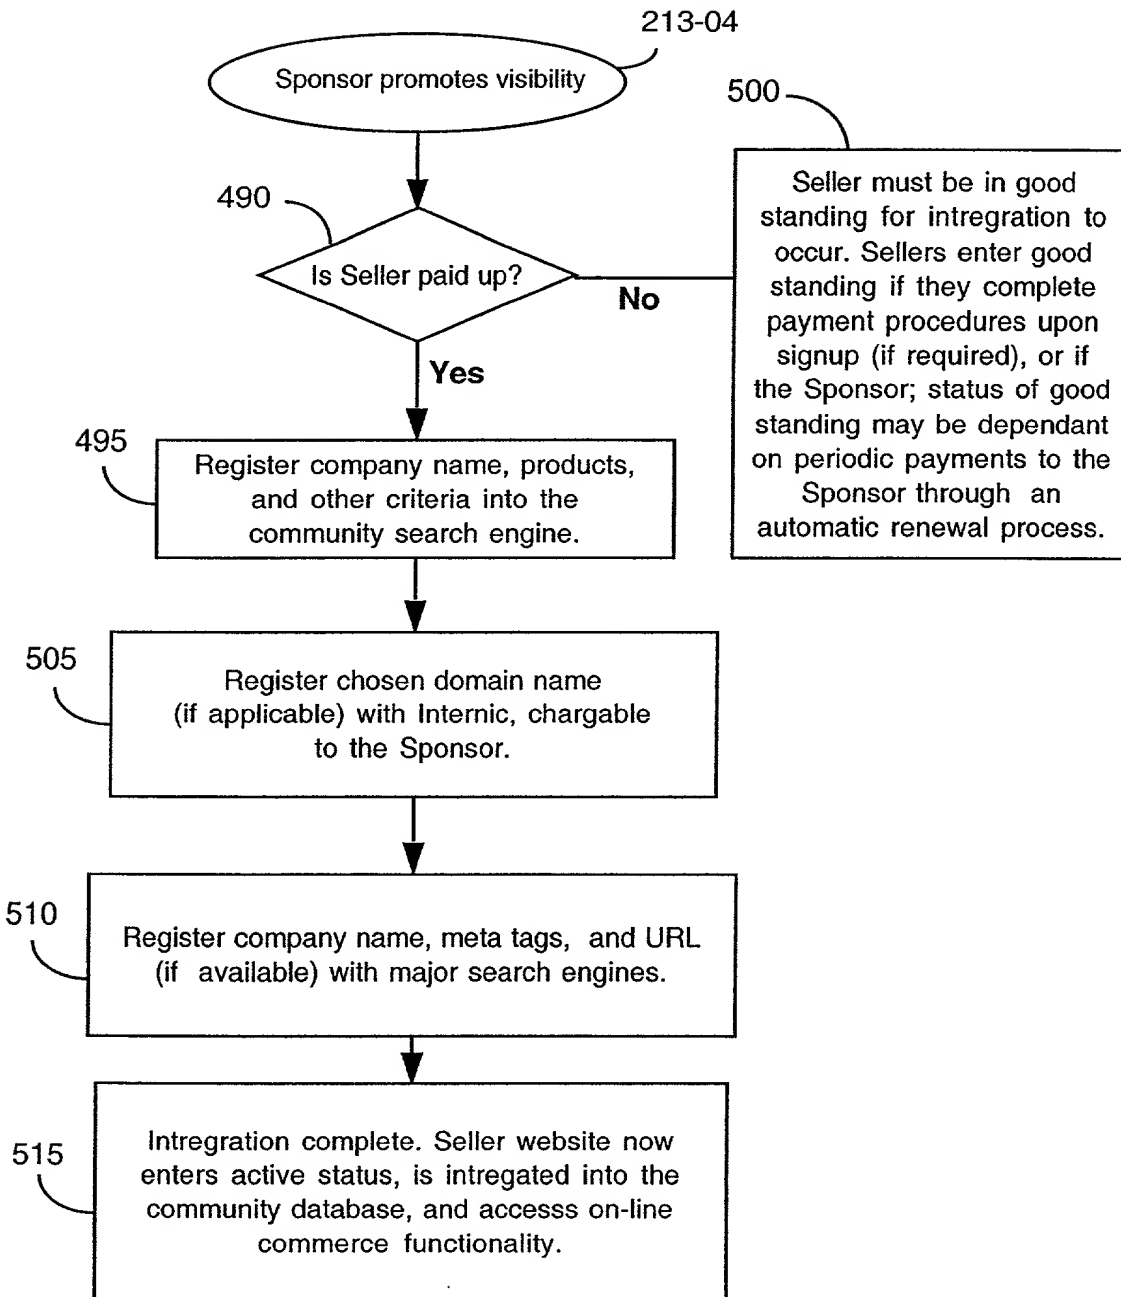 213-04
Sponsor promotes visibility
500
490
Is Seller paid up?
No
Yes
Seller must be in good
standing for intregration to
occur. Sellers enter good
standing if they complete
payment procedures upon
signup (if required), or if
the Sponsor; status of good
standing may be dependant
on periodic payments to the
Sponsor through an
automatic renewal process.
495
Register company name, products,
and other criteria into the
community search engine.
505
Register chosen domain name
(if applicable) with Internic, chargable
to the Sponsor.
510
Register company name, meta tags, and URL
(if available) with major search engines.
515
Intregration complete. Seller website now
enters active status, is intregated into the
community database, and accesss on-line
commerce functionality.